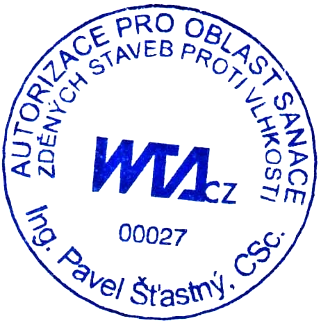 AUTORIZACE PRO OBLAST SANACE
ZDĚNÝCH STAVEB PROTI VLHKOSTI
WTA CZ
00027
Ing. Pavel Šťastný, CSc.